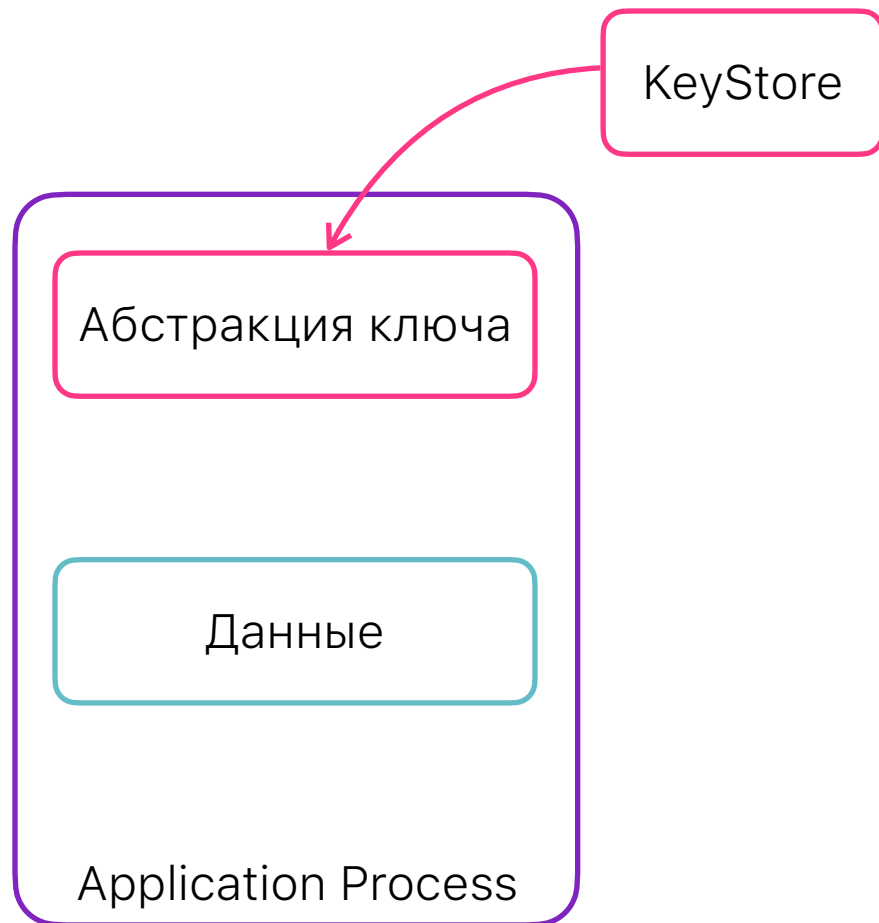 KeyStore
Абстракция ключа
Данные
Application Process